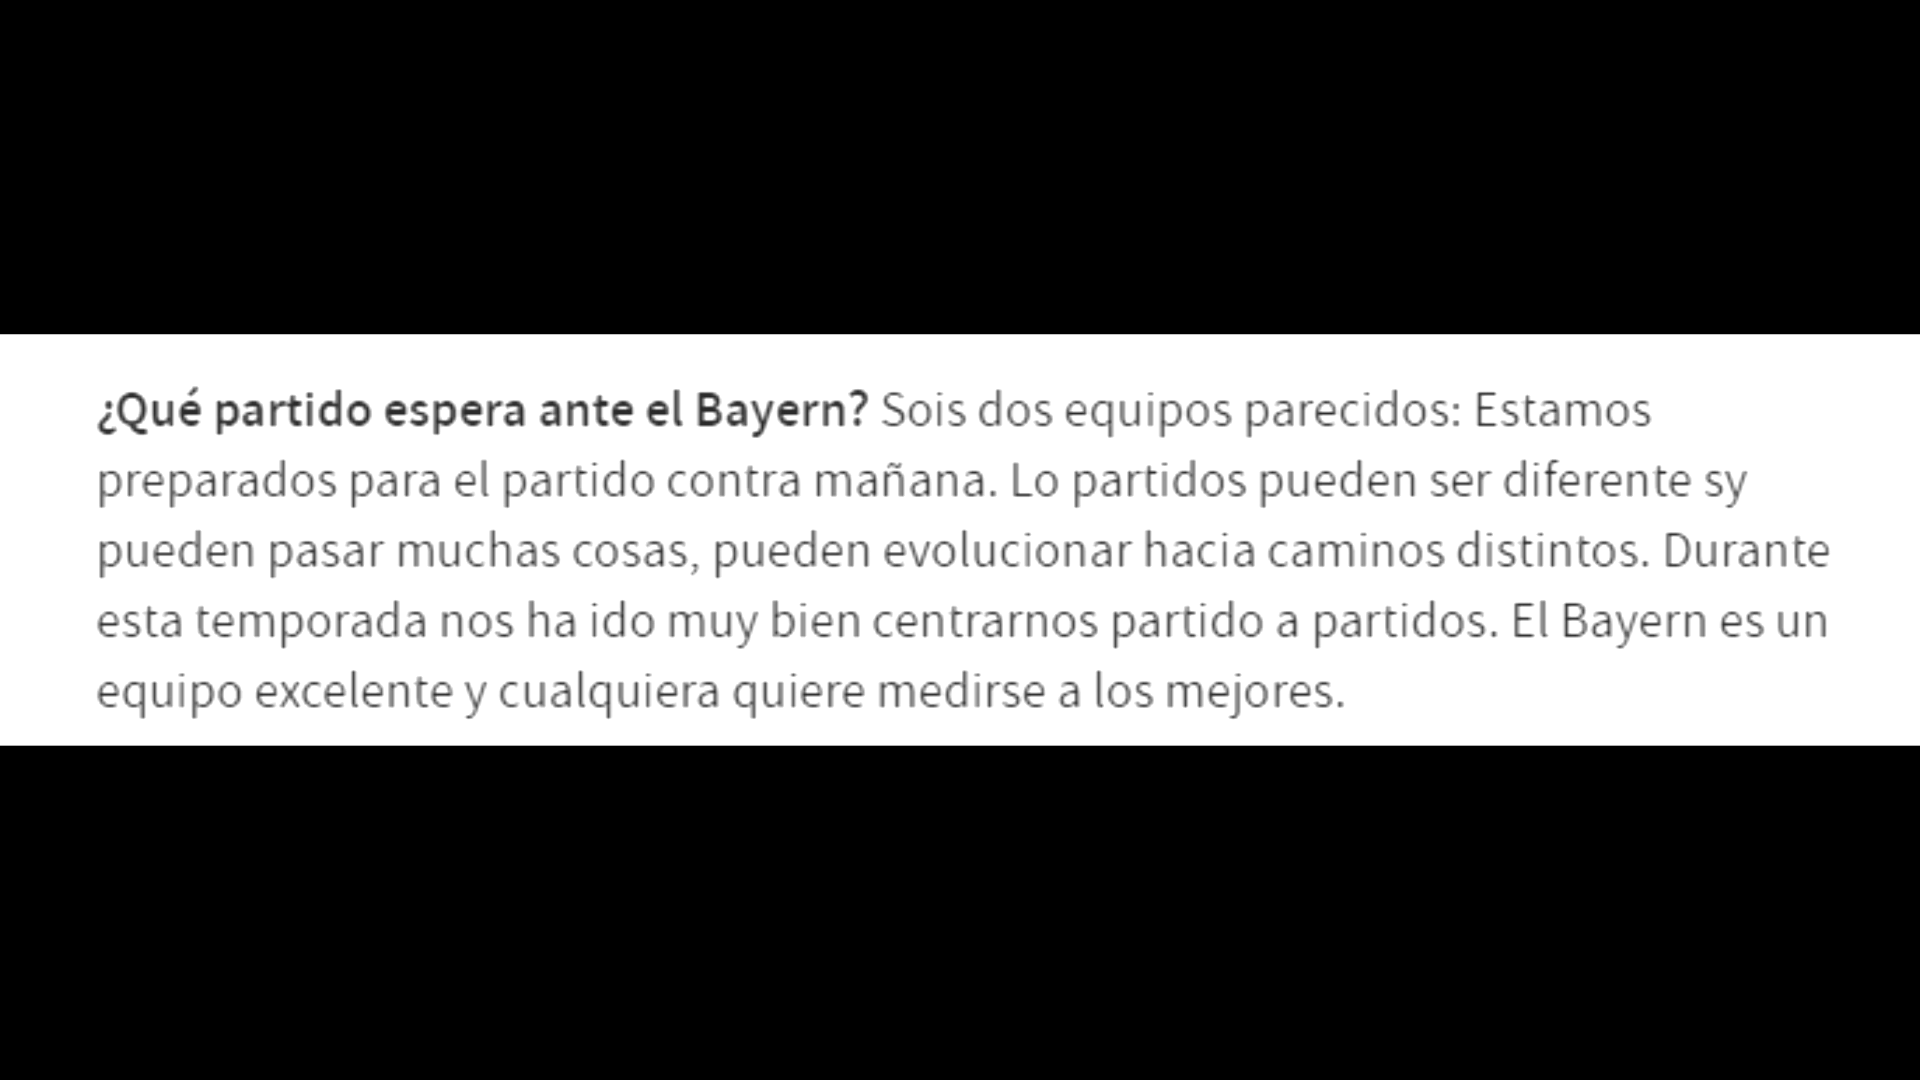 ¿Qué partido espera ante el Bayern? Sois dos equipos parecidos: Estamos
preparados para el partido contra mañana. Lo partidos pueden ser diferente sy
pueden pasar muchas cosas, pueden evolucionar hacia caminos distintos. Durante
esta temporada nos ha ido muy bien centrarnos partido a partidos. El Bayern es un
equipo excelente y cualquiera quiere medirse a los mejores.